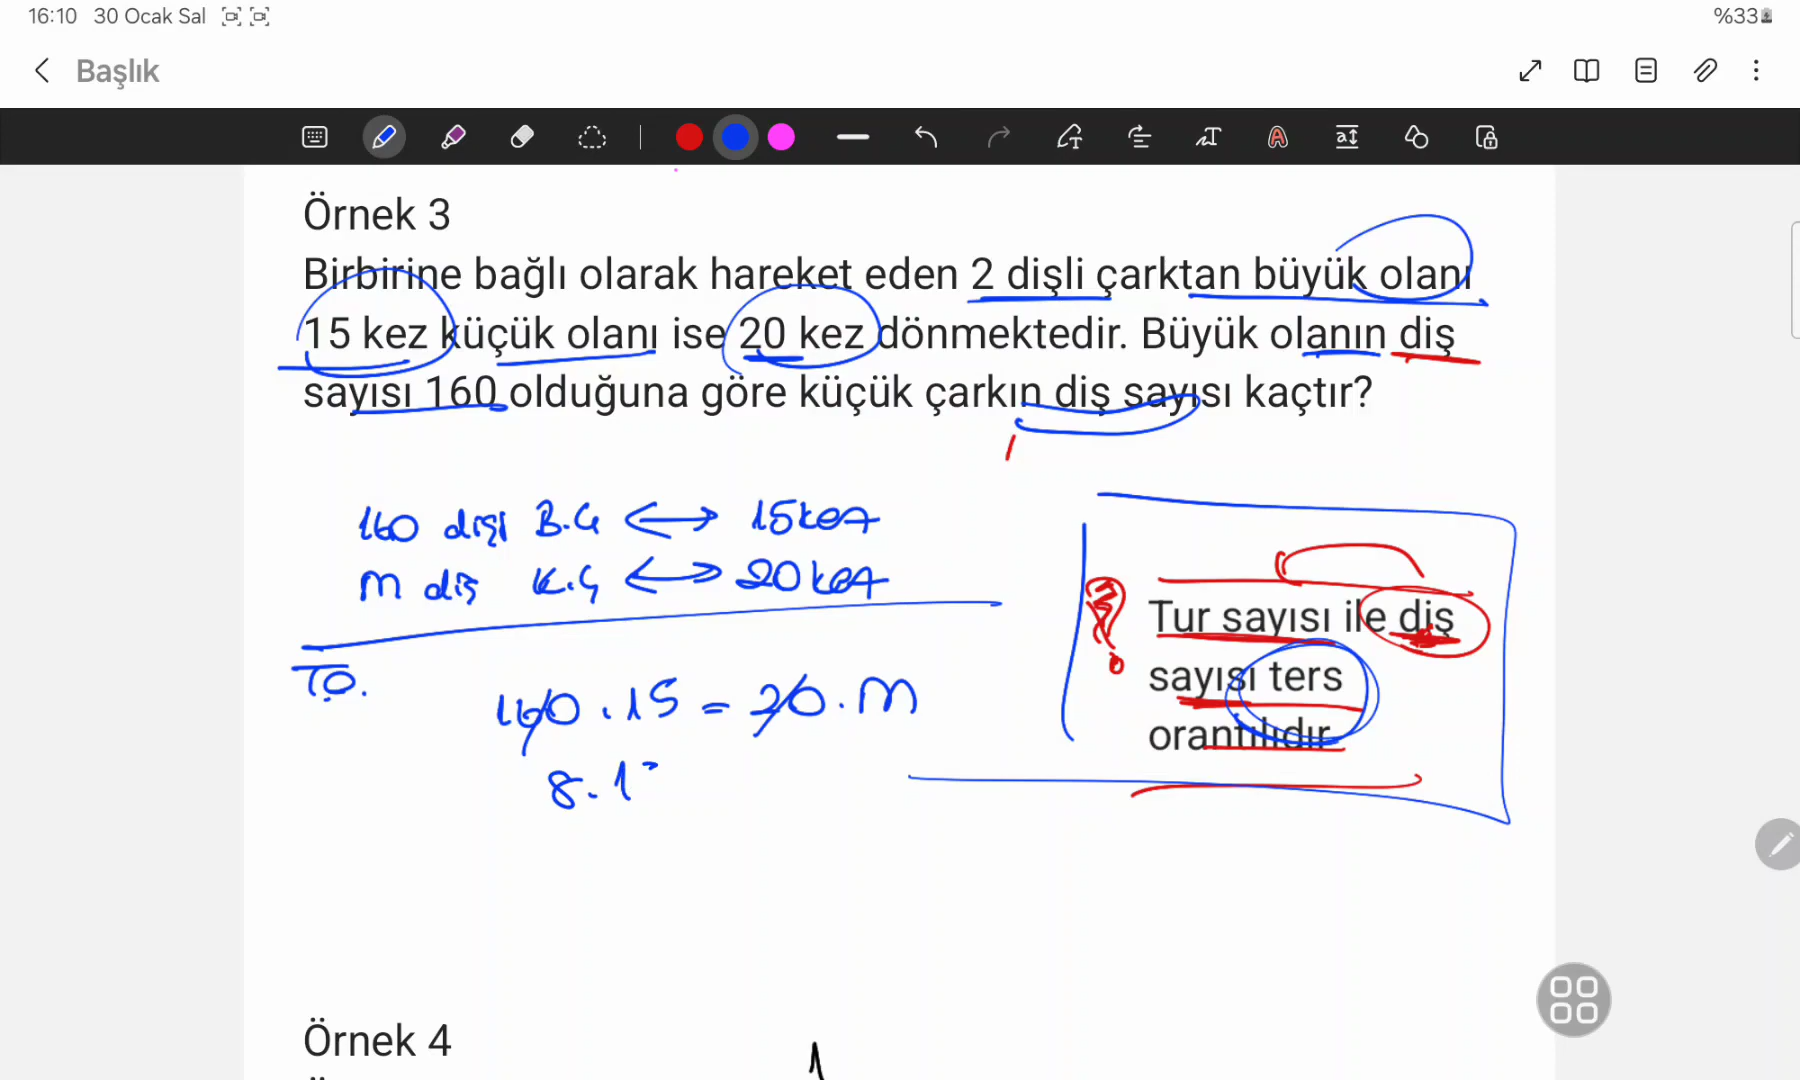 16:10 30 Ocak Sal
%33
Başlık
Örnek 3
Birbirine bağlı olarak hareket eden 2 dişli çarktan büyük olanı
15 kez küçük olanı ise 20 kez dönmektedir. Büyük olanın diş
sayısı 160 olduğuna göre küçük çarkın diş sayısı kaçtır?
160 dişi B.Ç ↔ 15 kez
m diş K.Ç ↔ 20 kez
T.O.
160 . 15 = 20 . m
8 . 1
Tur sayısı ile diş
sayısı ters
orantılıdır
Örnek 4